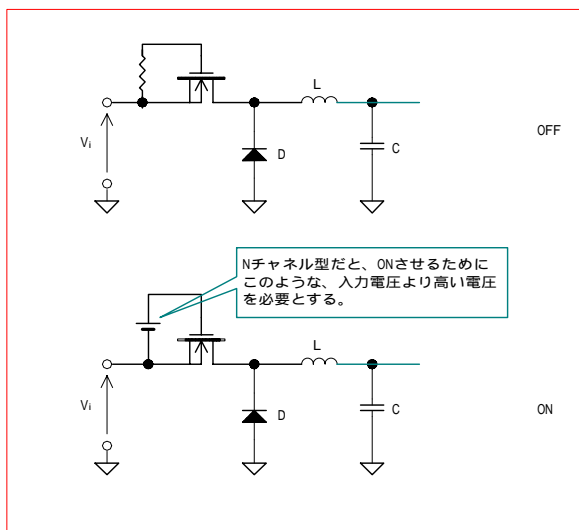 L
OFF
Vi
D
C
Nチャネル型だと、ONさせるために
このような、入力電圧より高い電圧
を必要とする。
L
Vi
D
C
ON